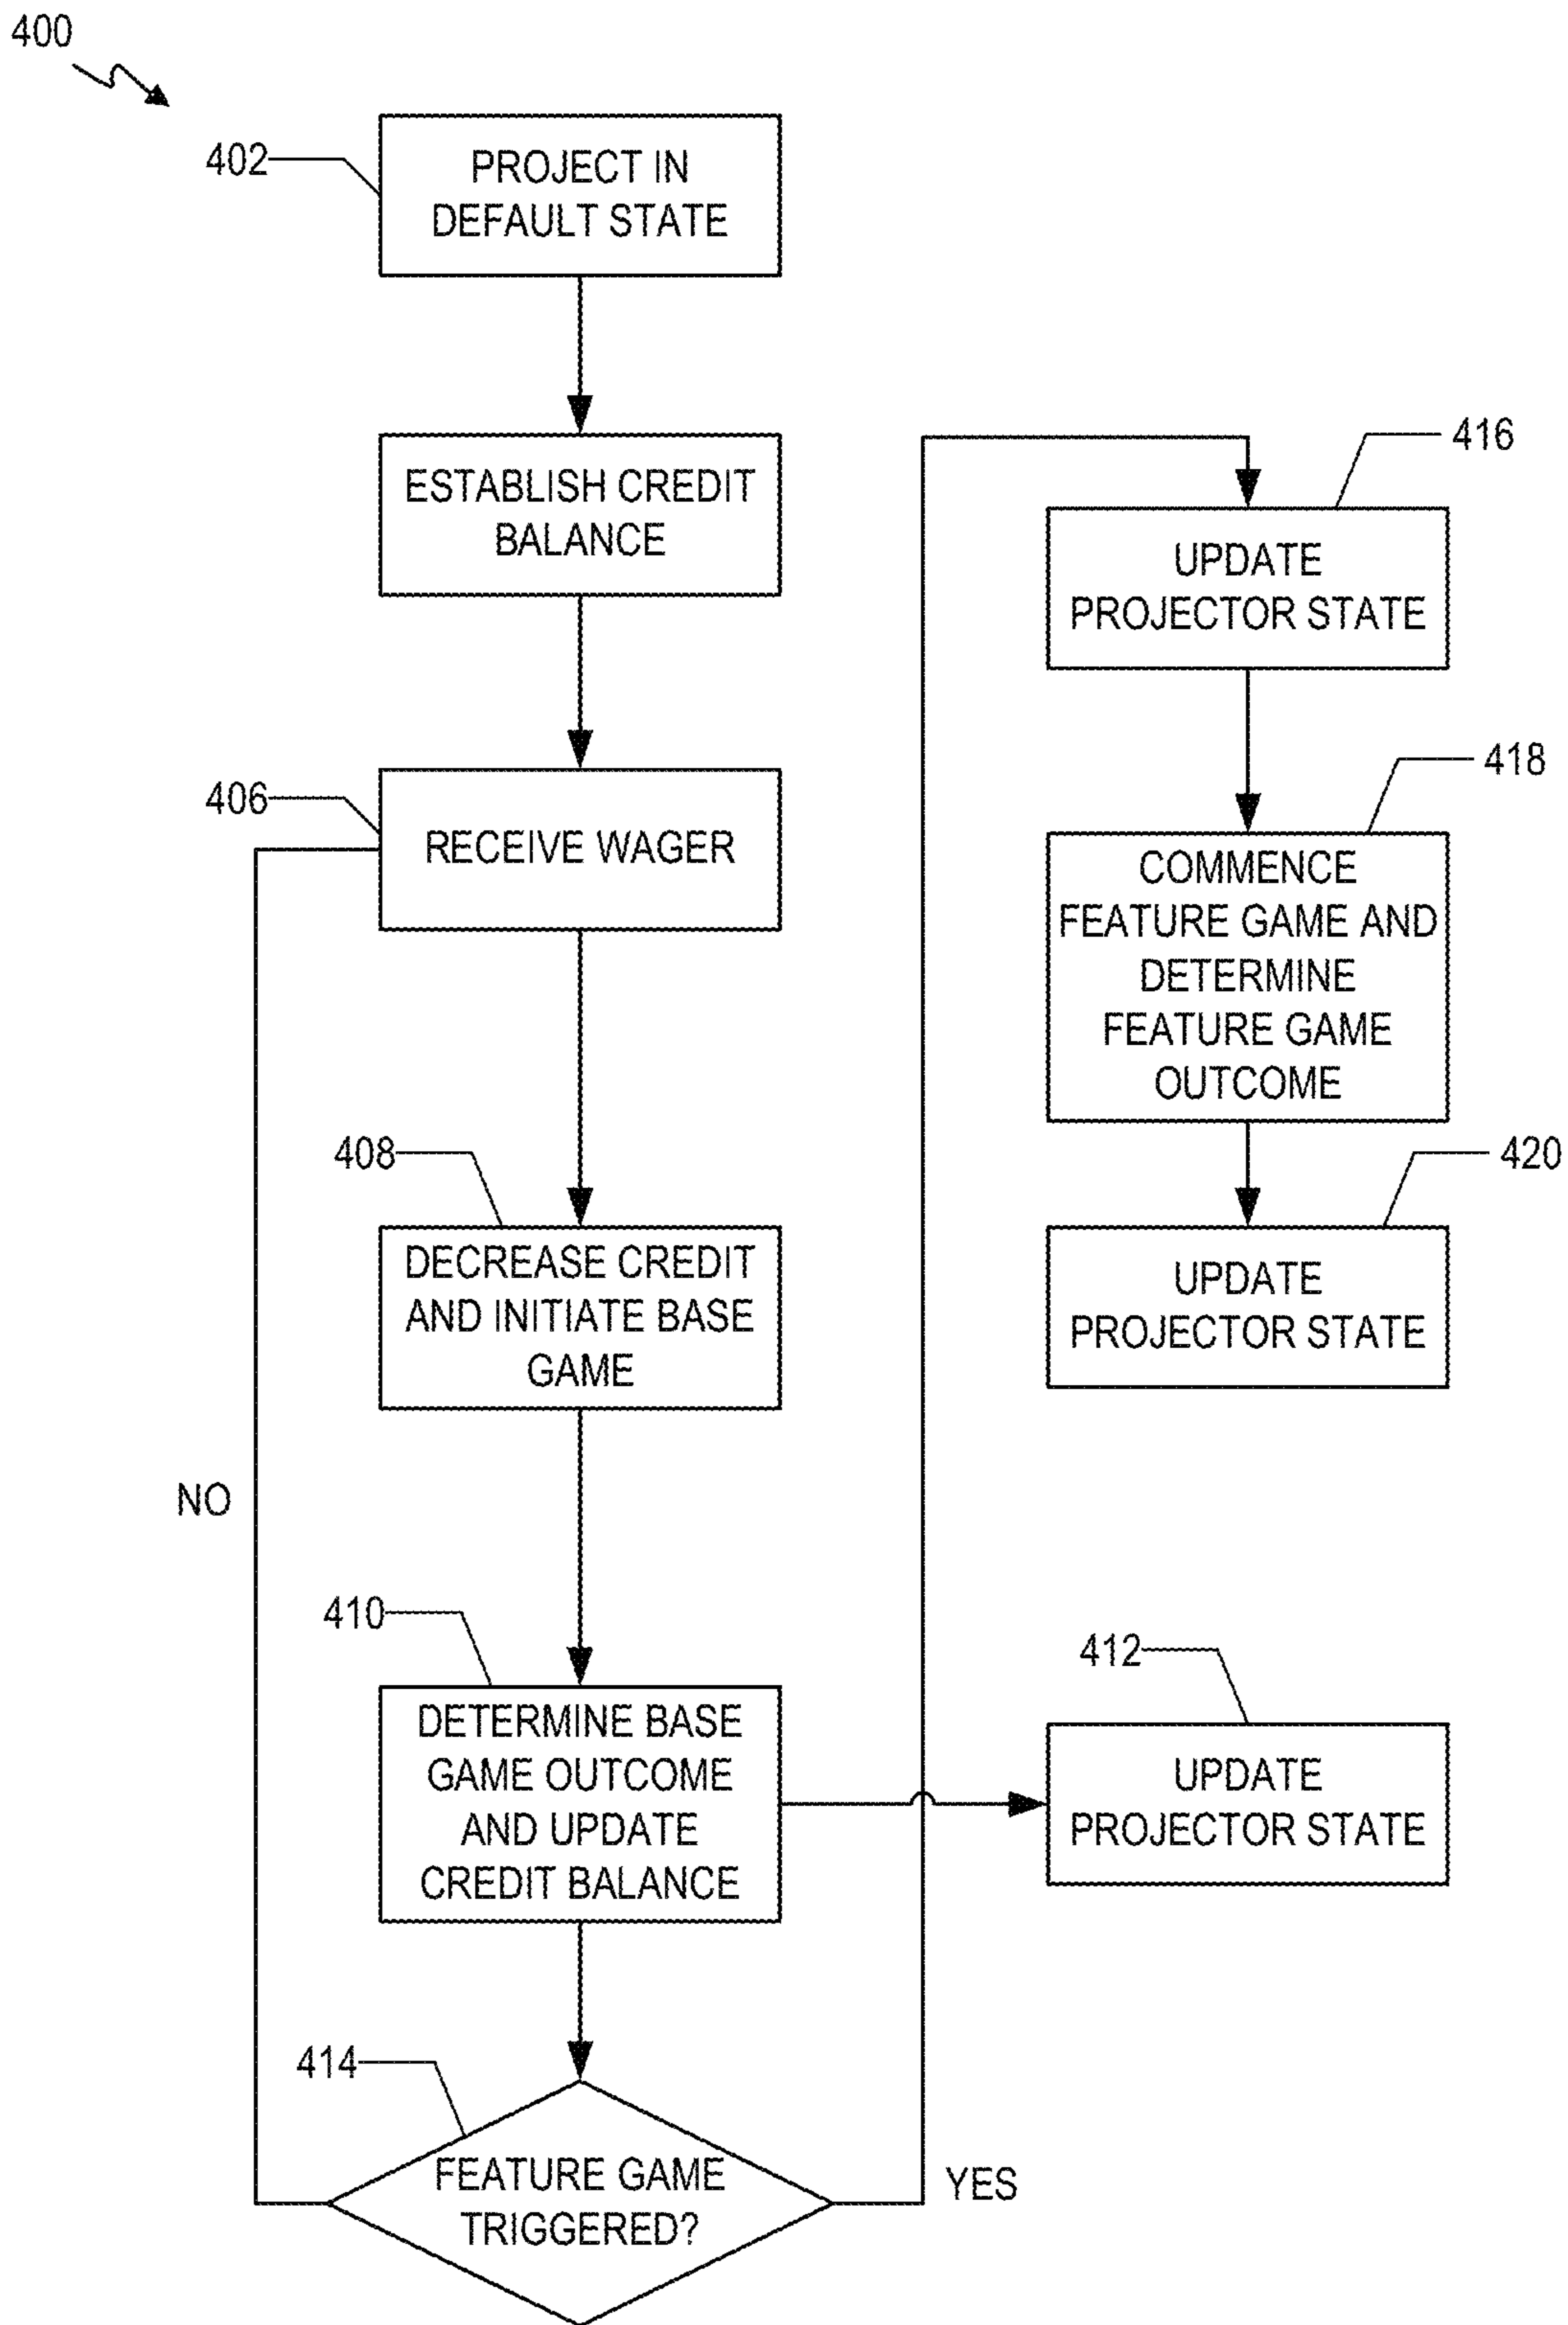 400
402
PROJECT IN
DEFAULT STATE
ESTABLISH CREDIT
BALANCE
406
RECEIVE WAGER
408
DECREASE CREDIT
AND INITIATE BASE
GAME
NO
410
DETERMINE BASE
GAME OUTCOME
AND UPDATE
CREDIT BALANCE
412
UPDATE
PROJECTOR STATE
414
FEATURE GAME
TRIGGERED?
YES
416
UPDATE
PROJECTOR STATE
418
COMMENCE
FEATURE GAME AND
DETERMINE
FEATURE GAME
OUTCOME
420
UPDATE
PROJECTOR STATE